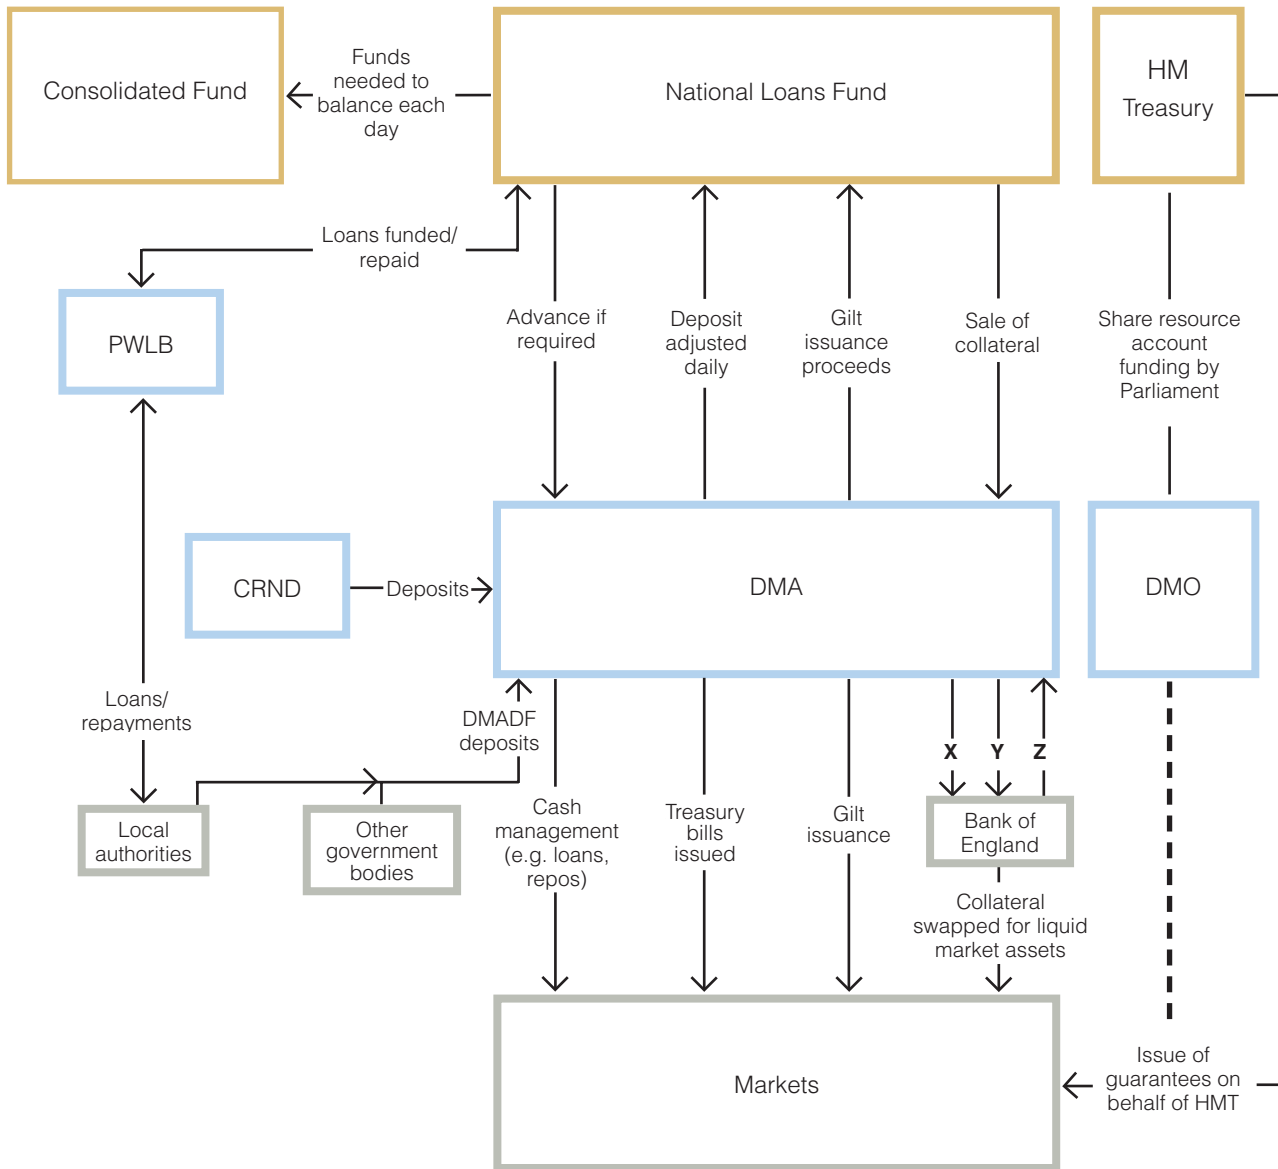 Consolidated Fund
Funds
needed to
balance each
day
National Loans Fund
HM
Treasury
Loans funded/
repaid
PWLB
Advance if
required
Deposit
adjusted
daily
Gilt
issuance
proceeds
Sale of
collateral
Share resource
account
funding by
Parliament
CRND
Deposits
DMA
DMO
Loans/
repayments
DMADF
deposits
X
Y
Z
Local
authorities
Other
government
bodies
Cash
management
(e.g. loans,
repos)
Treasury
bills
issued
Gilt
issuance
Bank of
England
Collateral
swapped for liquid
market assets
Markets
Issue of
guarantees on
behalf of HMT